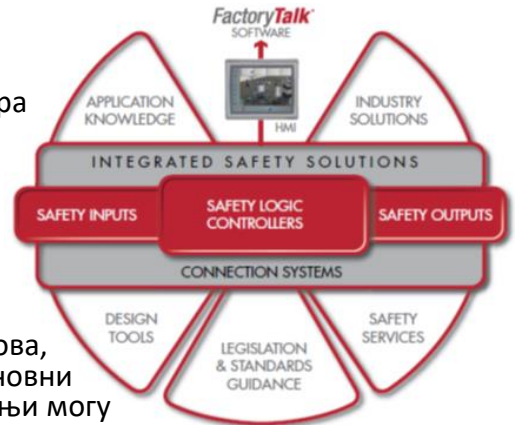 FactoryTalk
SOFTWARE
ра
APPLICATION
KNOWLEDGE
HMI
INDUSTRY
SOLUTIONS
INTEGRATED SAFETY SOLUTIONS
SAFETY INPUTS
SAFETY LOGIC
CONTROLLERS
SAFETY OUTPUTS
CONNECTION SYSTEMS
DESIGN
TOOLS
LEGISLATION
& STANDARDS
GUIDANCE
SAFETY
SERVICES
ова,
новни
њи могу